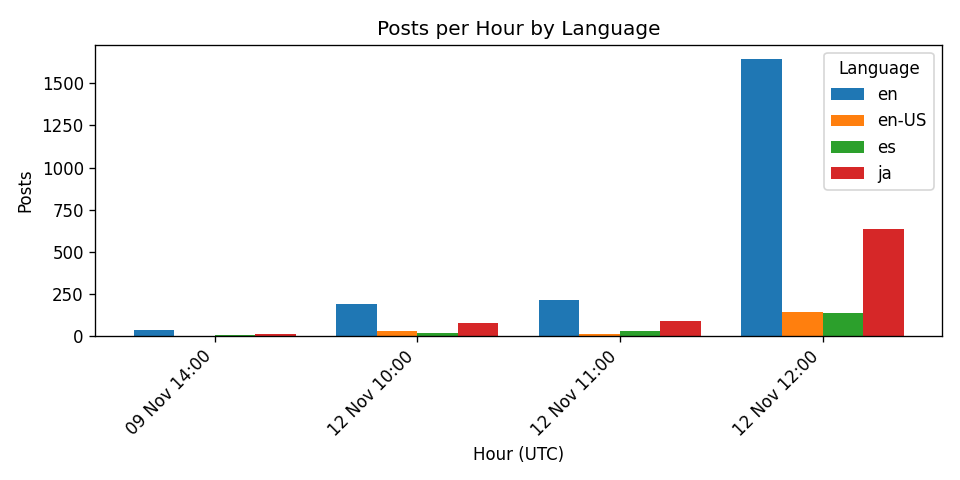 Posts per Hour by Language
Posts
1500
1250
1000
750
500
250
0
Language
en
en-US
es
ja
09 Nov 14:00
12 Nov 10:00
12 Nov 11:00
12 Nov 12:00
Hour (UTC)